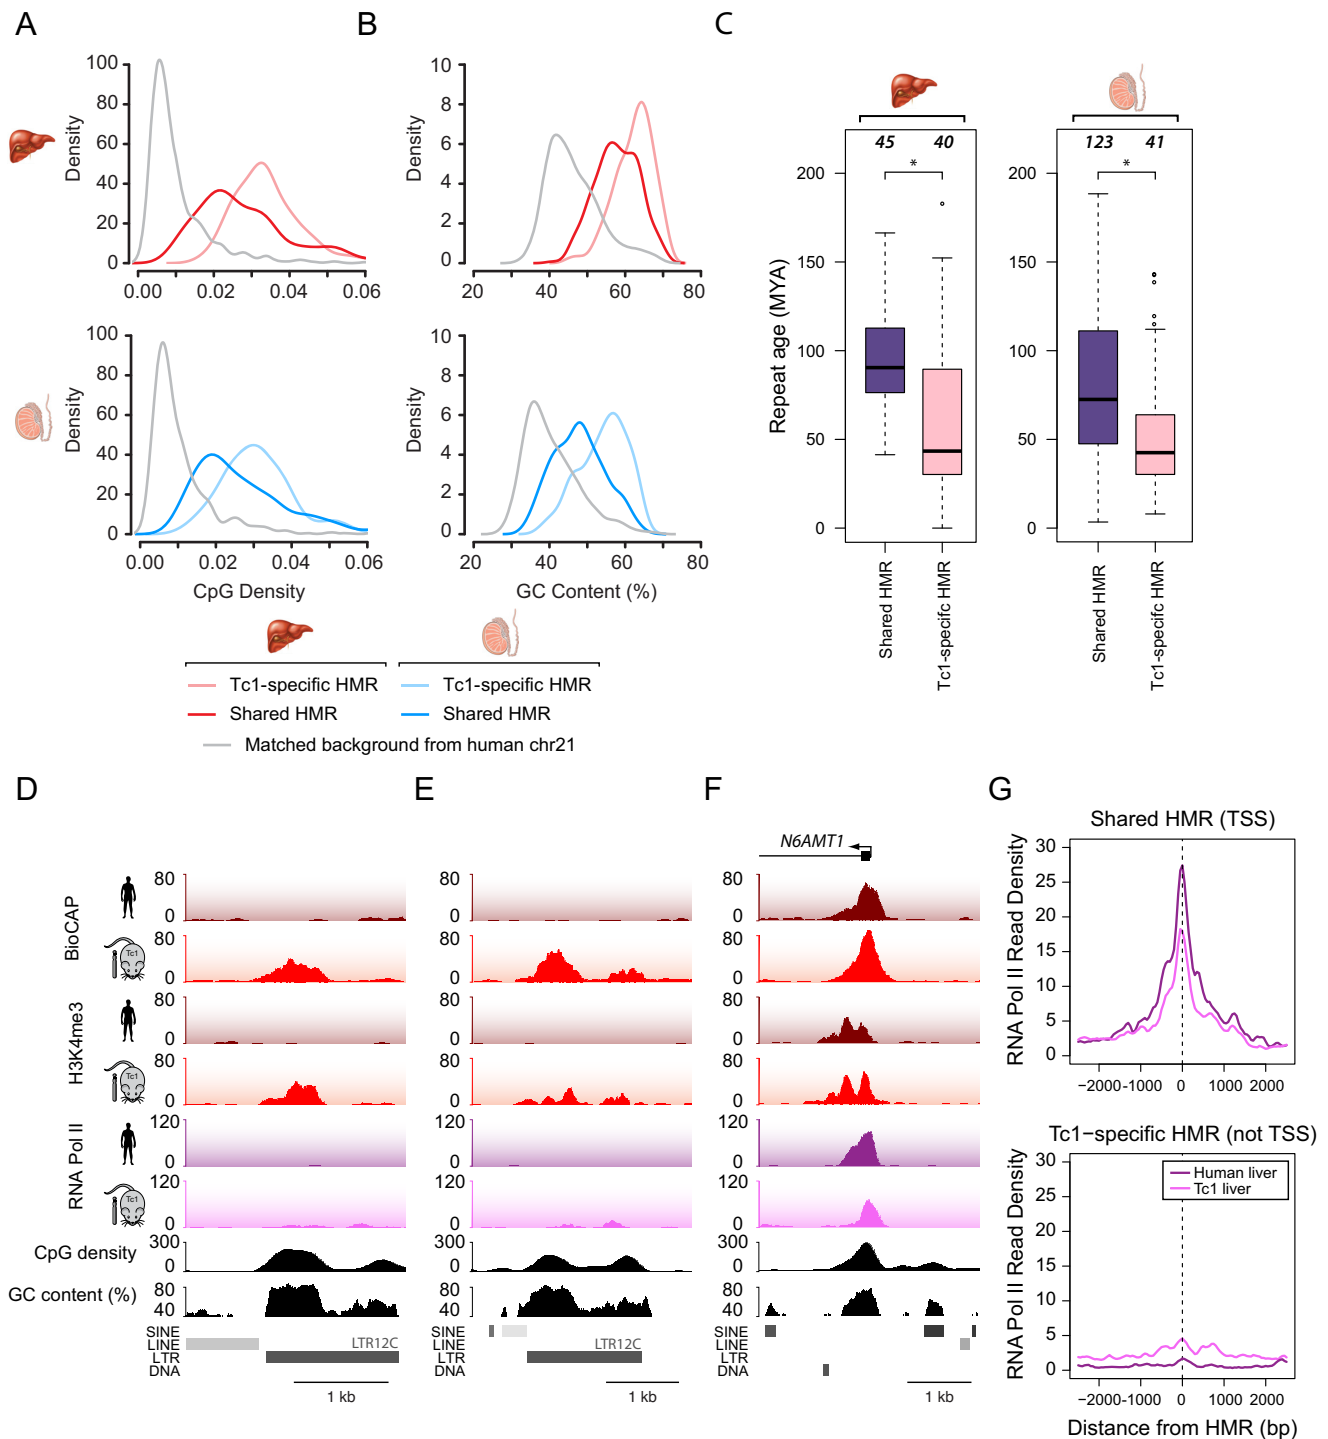 A
B
C
Density
100
80
60
40
20
0
0.00
0.02
0.04
0.06
Density
10
8
6
4
2
0
20
40
60
80
Density
100
80
60
40
20
0
0.00
0.02
0.04
0.06
CpG Density
Density
10
8
6
4
2
0
20
40
60
80
GC Content (%)
Repeat age (MYA)
200
150
100
50
0
45
40
*
Shared HMR
Tc1-specifc HMR
200
150
100
50
0
123
41
*
Shared HMR
Tc1-specifc HMR
Tc1-specific HMR
Shared HMR
Tc1-specific HMR
Shared HMR
Matched background from human chr21
D
E
F
G
N6AMT1
BioCAP
80 0
80 0
80 0
Tc1
80 0
80 0
80 0
H3K4me3
80 0
80 0
80 0
Tc1
80 0
80 0
80 0
RNA Pol II
120 0
120 0
120 0
Tc1
120 0
120 0
120 0
CpG density
300 0
300 0
300 0
GC content (%)
80 40
80 40
80 40
SINE
LINE
LTR
DNA
LTR12C
1 kb
SINE
LINE
LTR
DNA
LTR12C
1 kb
SINE
LINE
LTR
DNA
1 kb
Shared HMR (TSS)
RNA Pol II Read Density
30
25
20
15
10
5
0
-2000 -1000 0 1000 2000
Tc1−specific HMR (not TSS)
RNA Pol II Read Density
30
25
20
15
10
5
0
Human liver
Tc1 liver
-2000 -1000 0 1000 2000
Distance from HMR (bp)